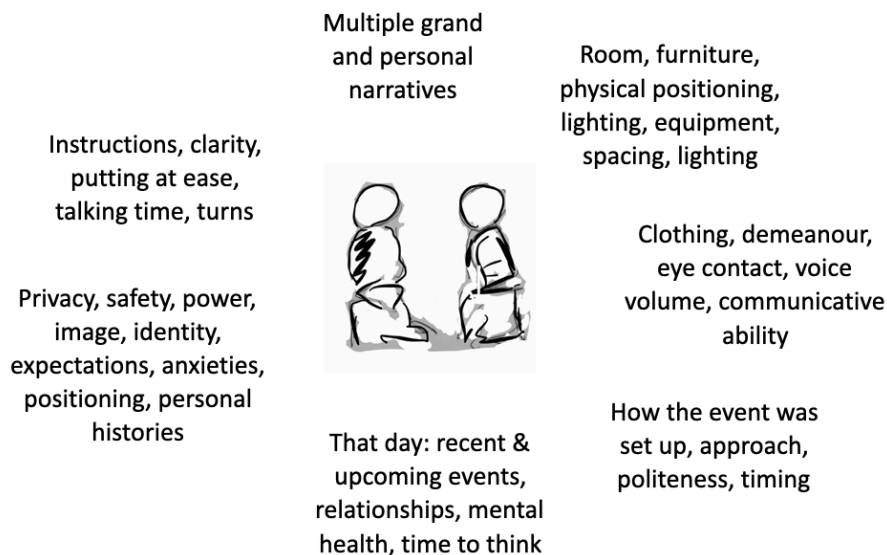 Multiple grand
and personal
narratives
Room, furniture,
physical positioning,
lighting, equipment,
spacing, lighting
Instructions, clarity,
putting at ease,
talking time, turns
Clothing, demeanour,
eye contact, voice
volume, communicative
ability
Privacy, safety, power,
image, identity,
expectations, anxieties,
positioning, personal
histories
How the event was
set up, approach,
politeness, timing
That day: recent &
upcoming events,
relationships, mental
health, time to think